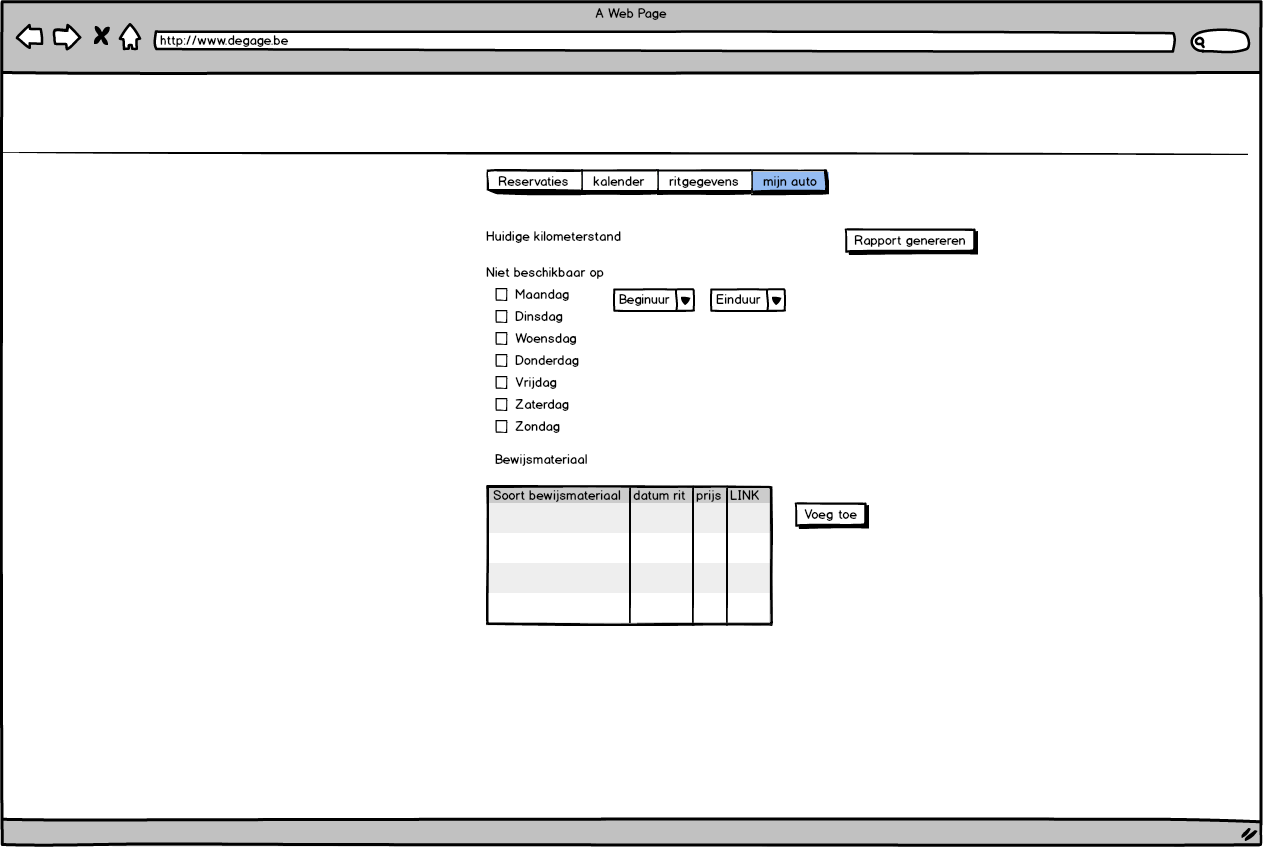 A Web Page
http://www.degage.be
Reservaties kalender ritgegevens mijn auto
Huidige kilometerstand
Rapport genereren
Niet beschikbaar op
Maandag Beginuur Einduur
Dinsdag
Woensdag
Donderdag
Vrijdag
Zaterdag
Zondag
Bewijsmateriaal
Soort bewijsmateriaal datum rit prijs LINK
Voeg toe